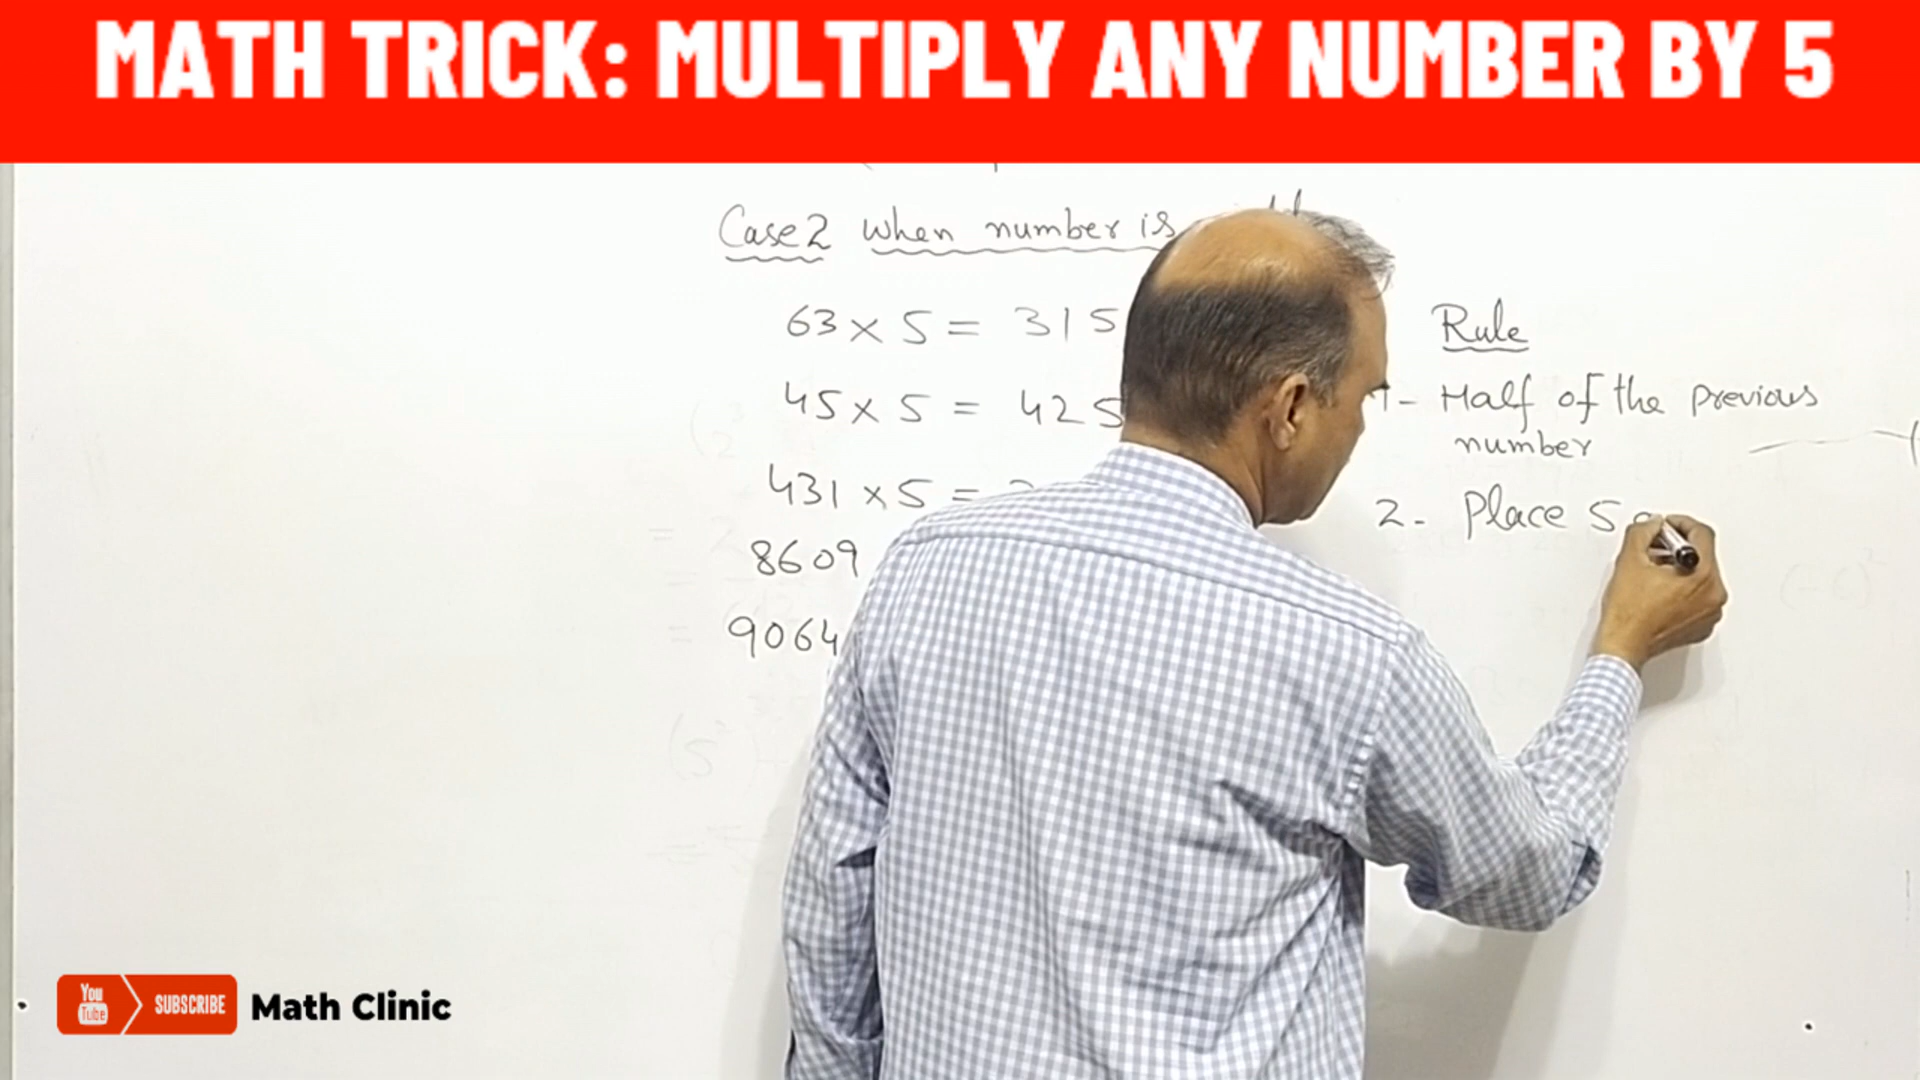 MATH TRICK: MULTIPLY ANY NUMBER BY 5
Case 2 when number is
63 × 5 = 315
45 × 5 = 425
431 × 5 =
8609
9064
Rule
1- Half of the previous
number
2- Place 5
You
Tube
SUBSCRIBE
Math Clinic